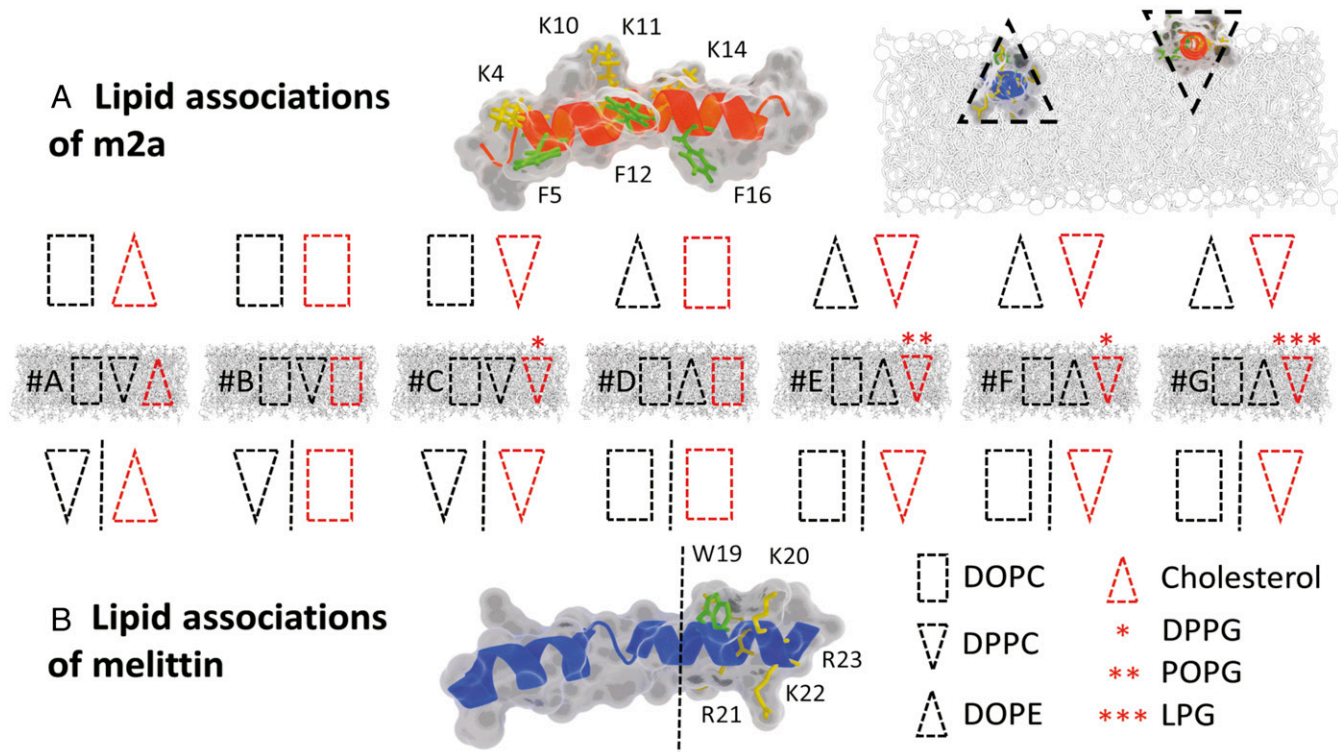 A Lipid associations
of m2a
K10 K11
K4 K14
F5 F12 F16
* ** * ***
#A #B #C #D #E #F #G
B Lipid associations
of melittin
W19 K20
R23
R21 K22
DOPC Cholesterol
* DPPG
DPPC
** POPG
DOPE *** LPG